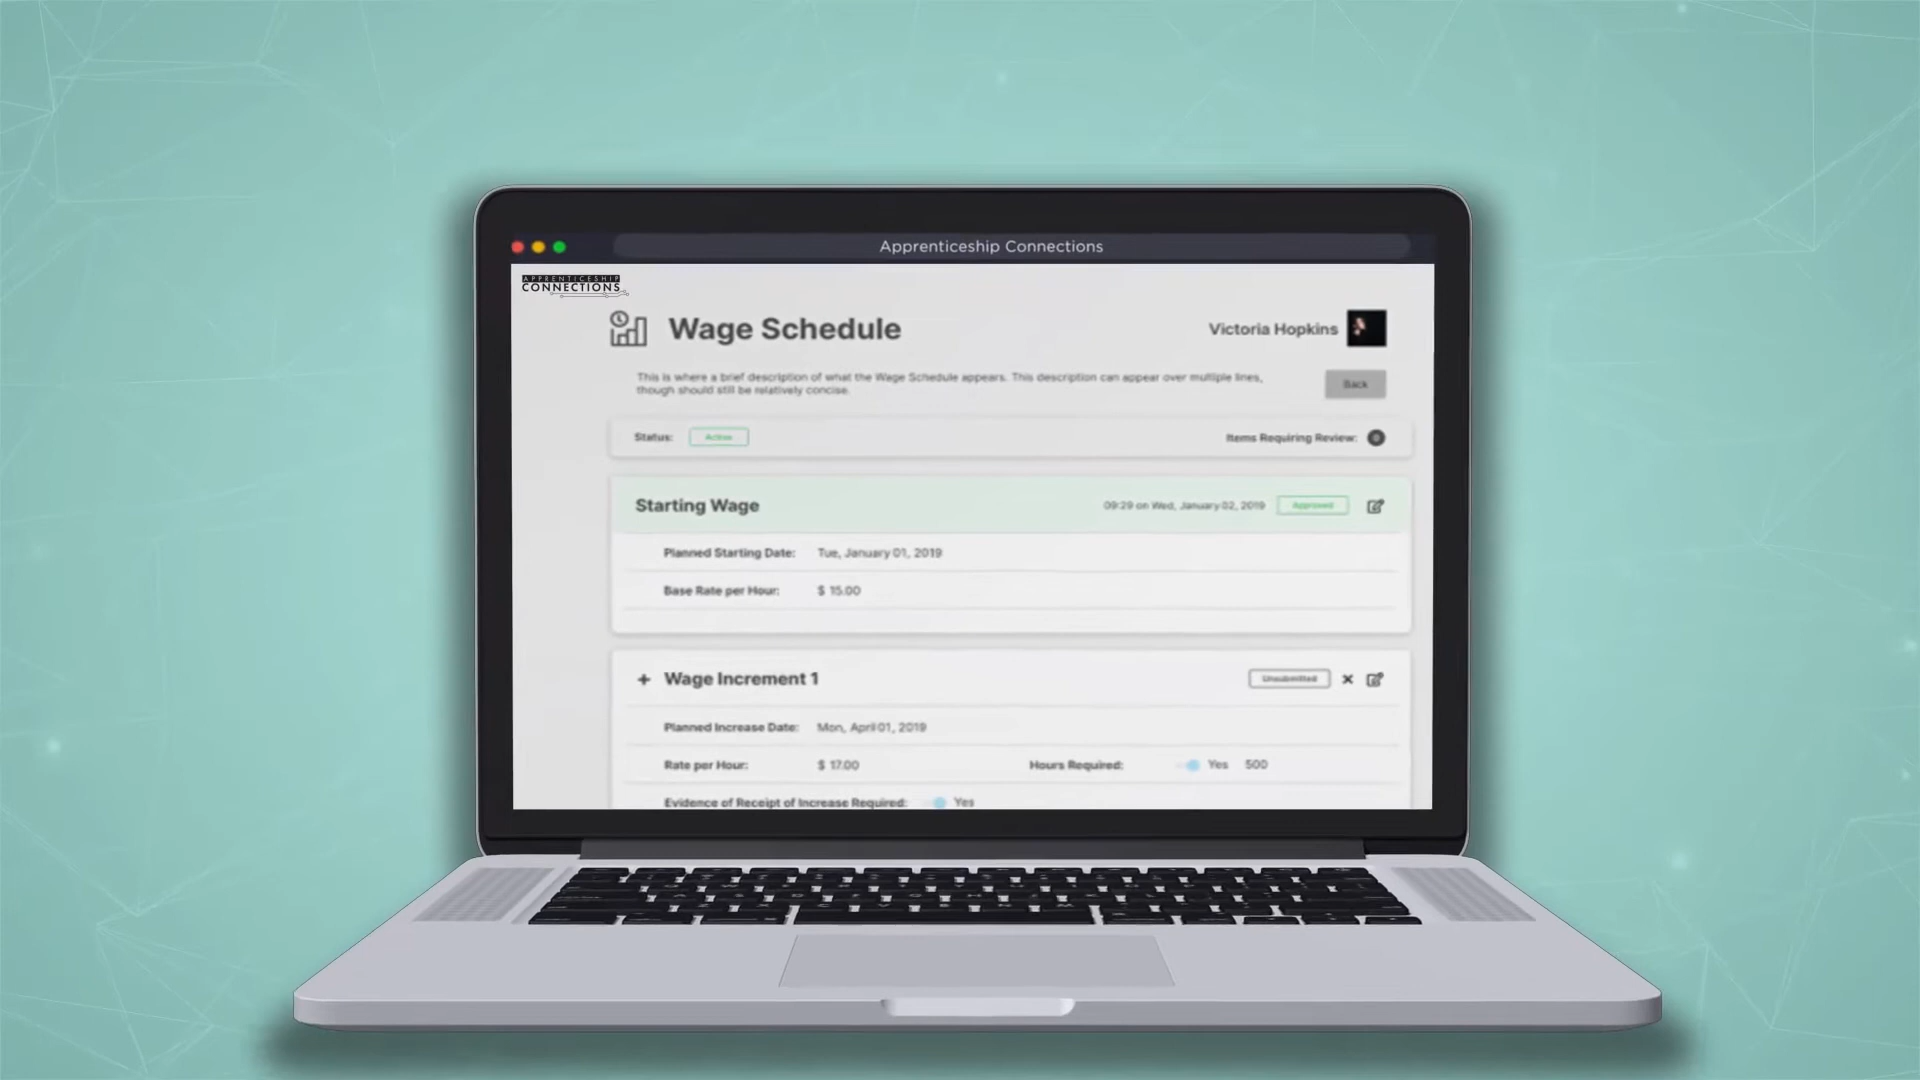 Apprenticeship Connections
APPRENTICESHIP
CONNECTIONS
Wage Schedule
Victoria Hopkins
This is where a brief description of what the Wage Schedule appears. This description can appear over multiple lines,
though should still be relatively concise.
Back
Status: Active
Items Requiring Review: 0
Starting Wage
09:29 on Wed, January 02, 2019 Approved
Planned Starting Date: Tue, January 01, 2019
Base Rate per Hour: $ 15.00
+ Wage Increment 1
Unsubmitted
Planned Increase Date: Mon, April 01, 2019
Rate per Hour: $ 17.00 Hours Required: Yes 500
Evidence of Receipt of Increase Required: Yes